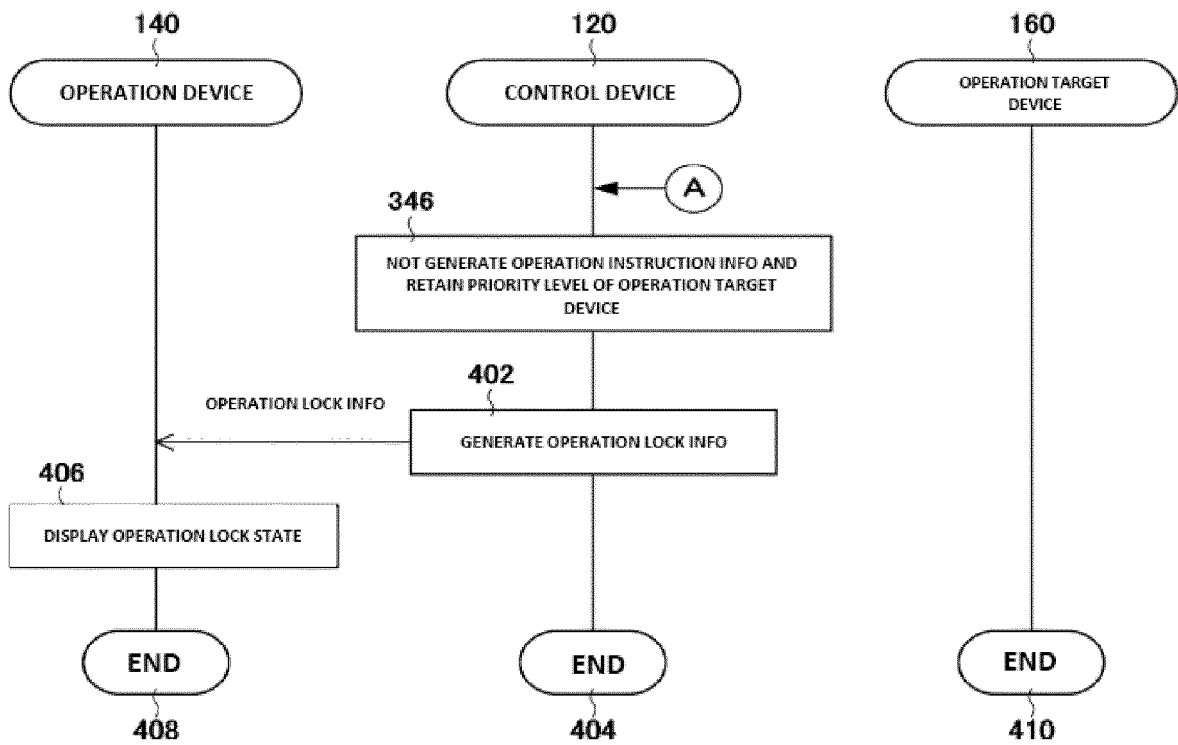 140
120
160
OPERATION DEVICE
CONTROL DEVICE
OPERATION TARGET
DEVICE
A
346
NOT GENERATE OPERATION INSTRUCTION INFO AND
RETAIN PRIORITY LEVEL OF OPERATION TARGET
DEVICE
402
OPERATION LOCK INFO
GENERATE OPERATION LOCK INFO
406
DISPLAY OPERATION LOCK STATE
END
END
END
408
404
410